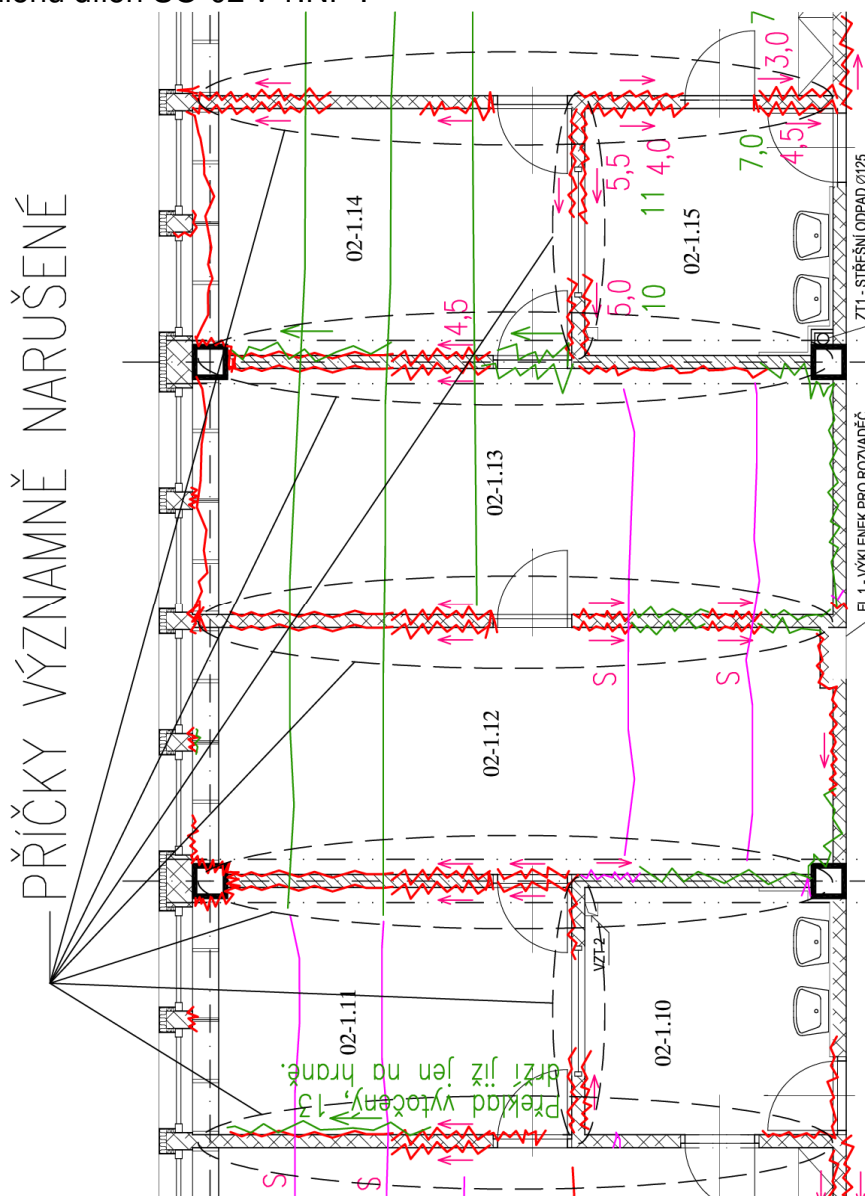 PŘÍČKY VÝZNAMNĚ NARUŠENÉ
7
3,0
7,0
4,5
5,5
4,0
11
02-1.14
02-1.15
5,0
10
4,5
ZT1 - STŘEŠNÍ ODPAD Ø125
02-1.13
EL1 - VÝKLENEK PRO ROZVADĚČ
S
S
02-1.12
VZT-2
02-1.11
02-1.10
Překlad vytočeny, 13
drží již jen na hraně.
S
S